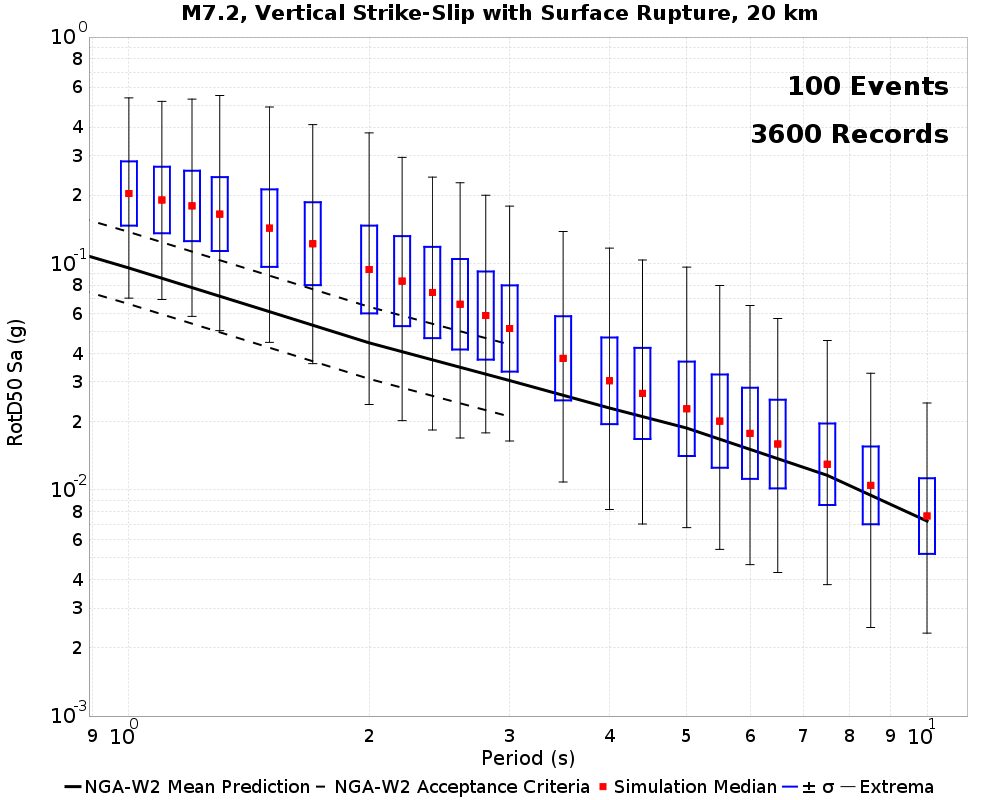 M7.2, Vertical Strike-Slip with Surface Rupture, 20 km
100 Events
3600 Records
RotD50 Sa (g)
10^0
8
6
4
3
2
10^-1
8
6
4
3
2
10^-2
8
6
4
3
2
10^-3
9 10^0 2 3 4 5 6 7 8 9 10^1
Period (s)
NGA-W2 Mean Prediction NGA-W2 Acceptance Criteria Simulation Median ± σ Extrema